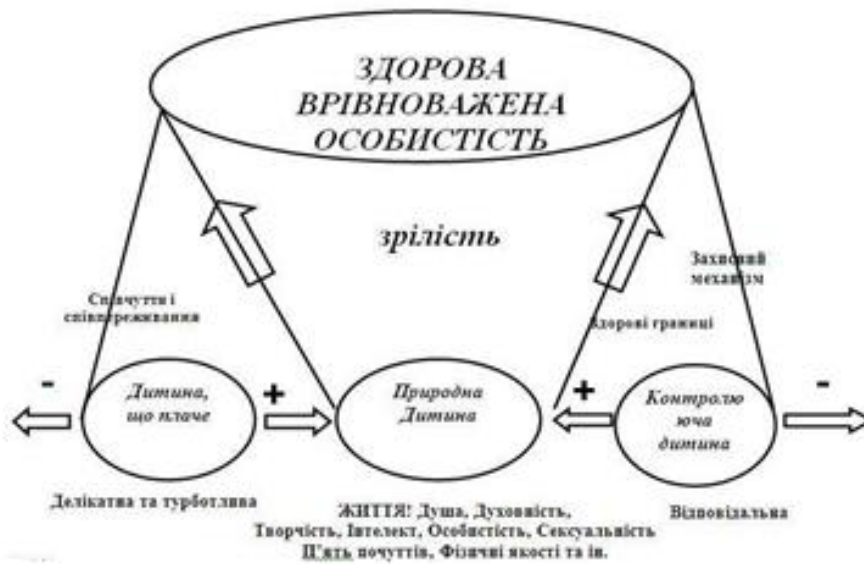 ЗДОРОВА
ВРІВНОВАЖЕНА
ОСОБИСТІСТЬ
зрілість
Захисний
механізм
Співчуття і
співпереживання
Здорові границі
-
+
+
-
Дитина,
що плаче
Природна
Дитина
Контролю
юча
дитина
Делікатна та турботлива
ЖИТТЯ! Душа, Духовність,
Творчість, Інтелект, Особистість, Сексуальність
П'ять почуттів, Фізичні якості та ін.
Відповідальна